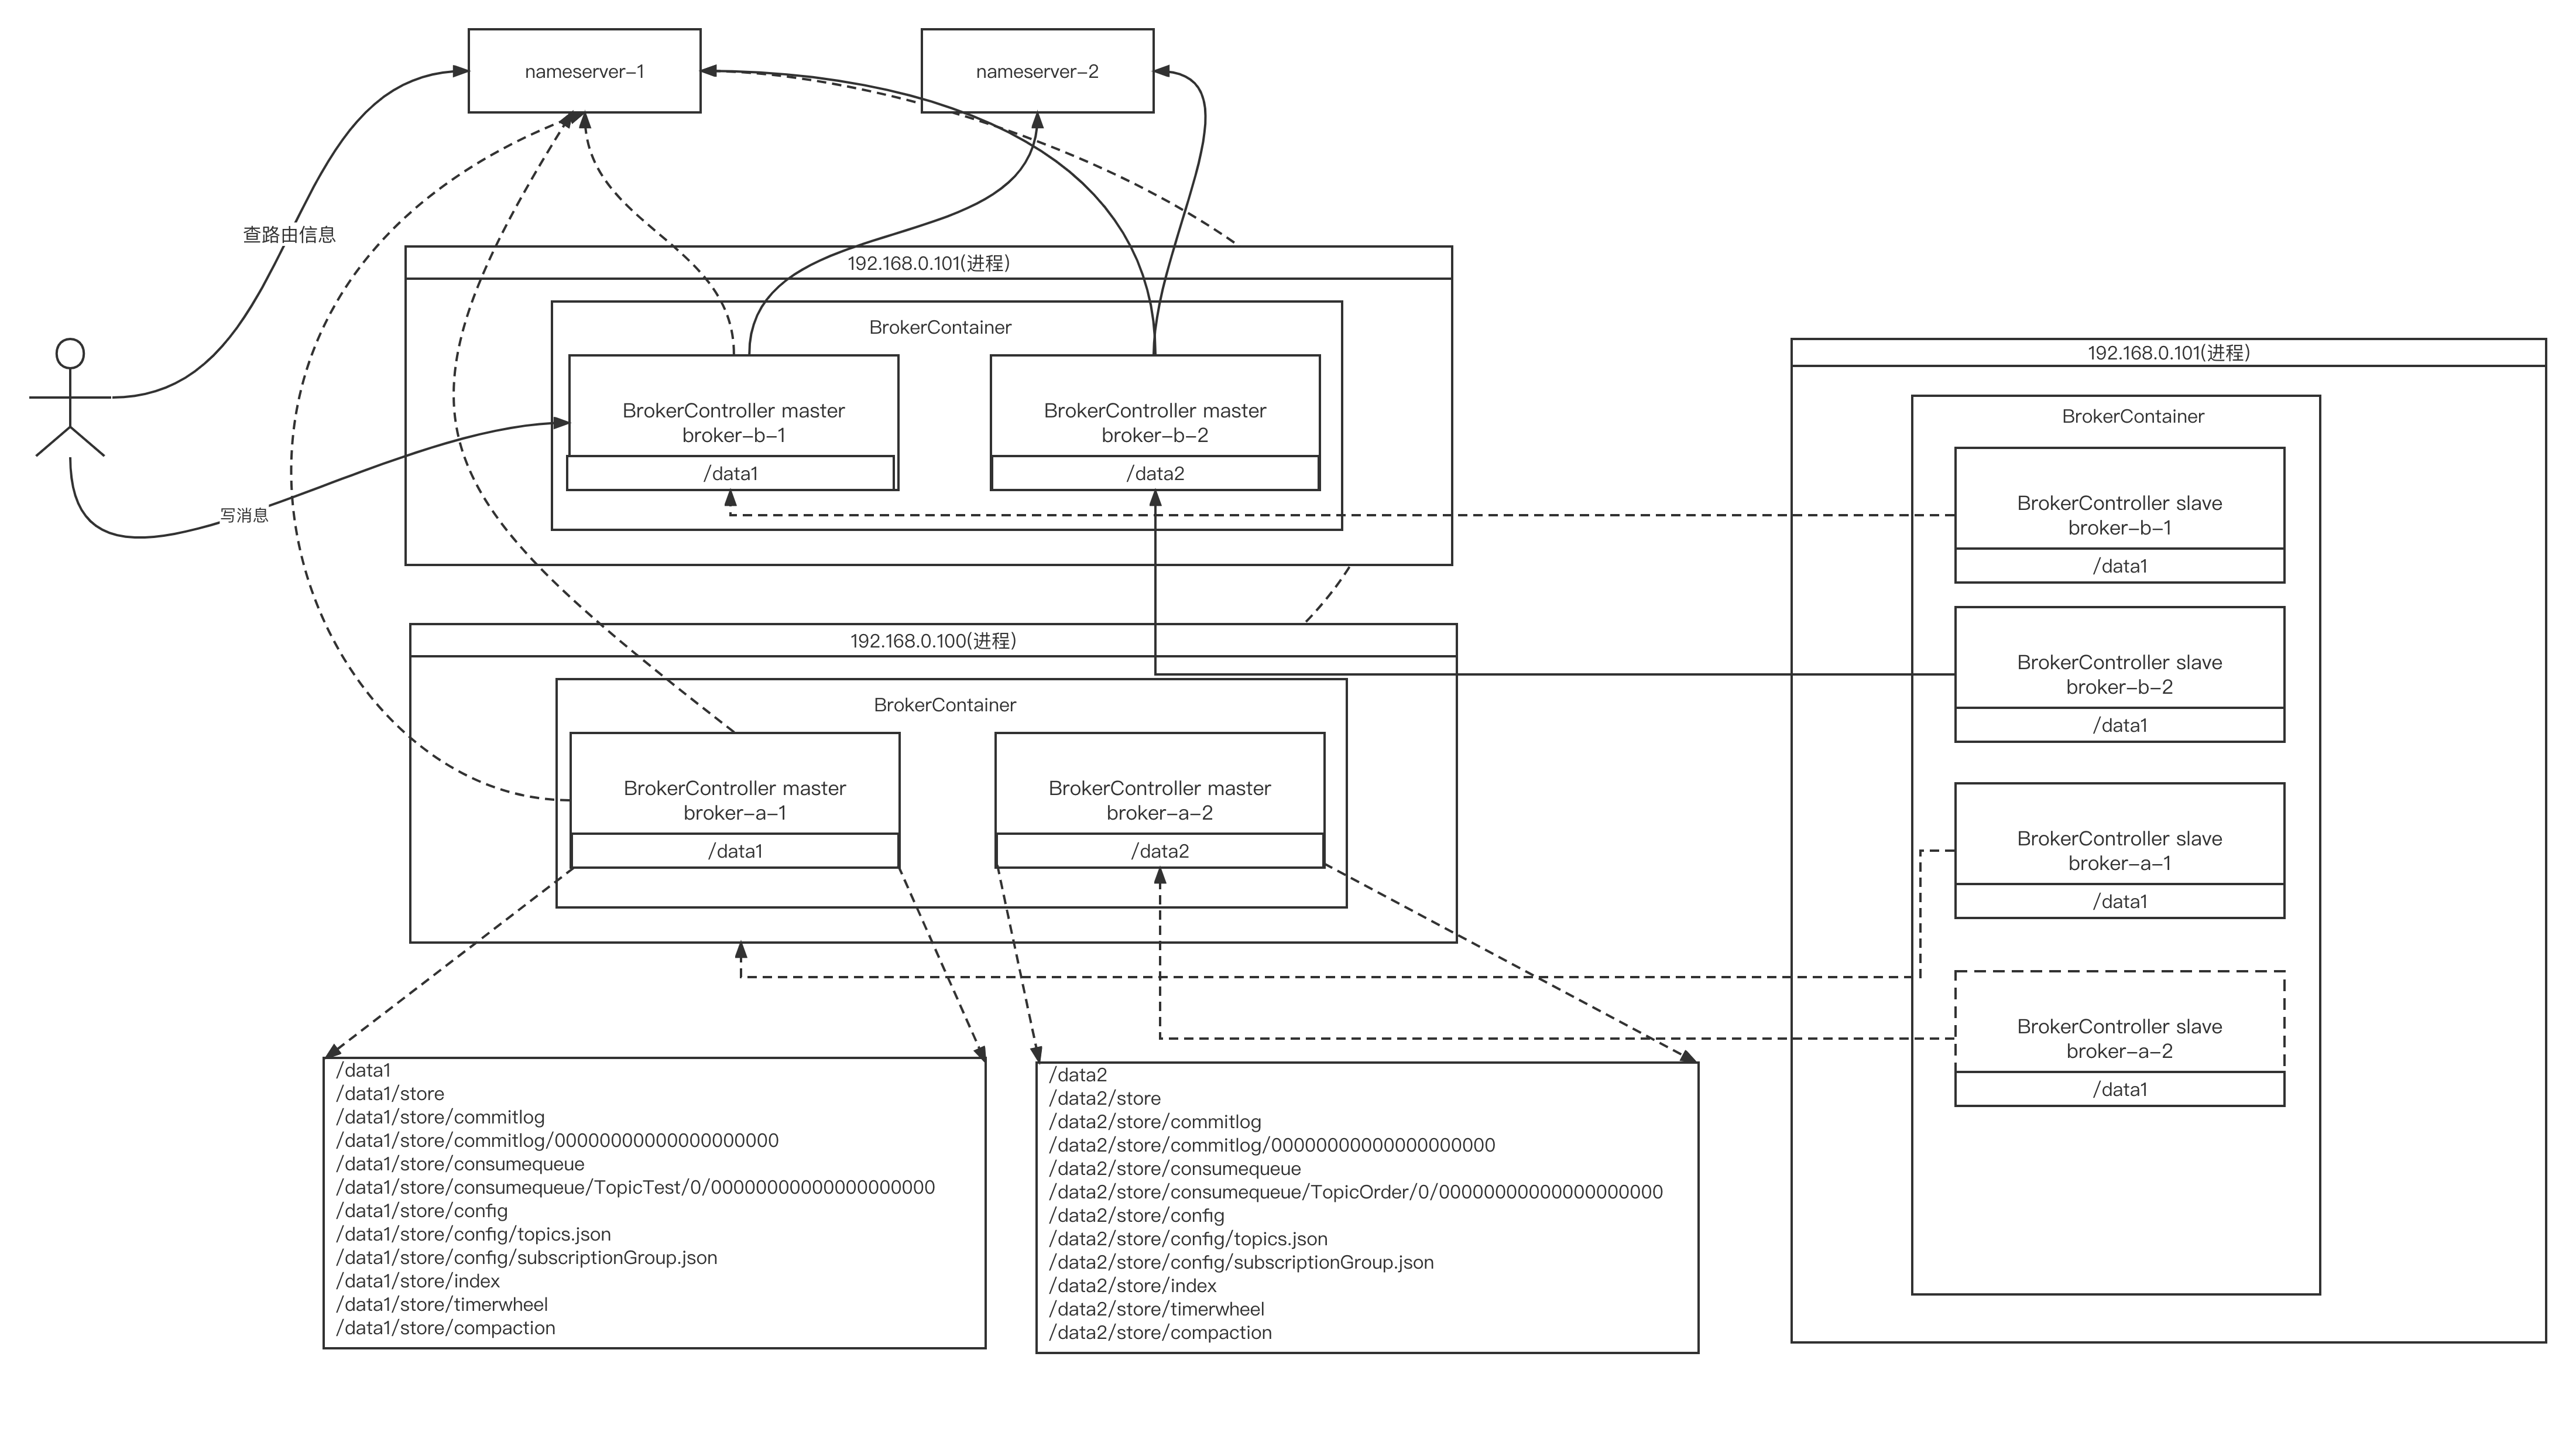 nameserver-1
nameserver-2
查路由信息
192.168.0.101(进程)
BrokerContainer
BrokerController master
broker-b-1
/data1
BrokerController master
broker-b-2
/data2
写消息
192.168.0.100(进程)
BrokerContainer
BrokerController master
broker-a-1
/data1
BrokerController master
broker-a-2
/data2
192.168.0.101(进程)
BrokerContainer
BrokerController slave
broker-b-1
/data1
BrokerController slave
broker-b-2
/data1
BrokerController slave
broker-a-1
/data1
BrokerController slave
broker-a-2
/data1
/data1
/data1/store
/data1/store/commitlog
/data1/store/commitlog/00000000000000000000
/data1/store/consumequeue
/data1/store/consumequeue/TopicTest/0/00000000000000000000
/data1/store/config
/data1/store/config/topics.json
/data1/store/config/subscriptionGroup.json
/data1/store/index
/data1/store/timerwheel
/data1/store/compaction
/data2
/data2/store
/data2/store/commitlog
/data2/store/commitlog/00000000000000000000
/data2/store/consumequeue
/data2/store/consumequeue/TopicOrder/0/00000000000000000000
/data2/store/config
/data2/store/config/topics.json
/data2/store/config/subscriptionGroup.json
/data2/store/index
/data2/store/timerwheel
/data2/store/compaction